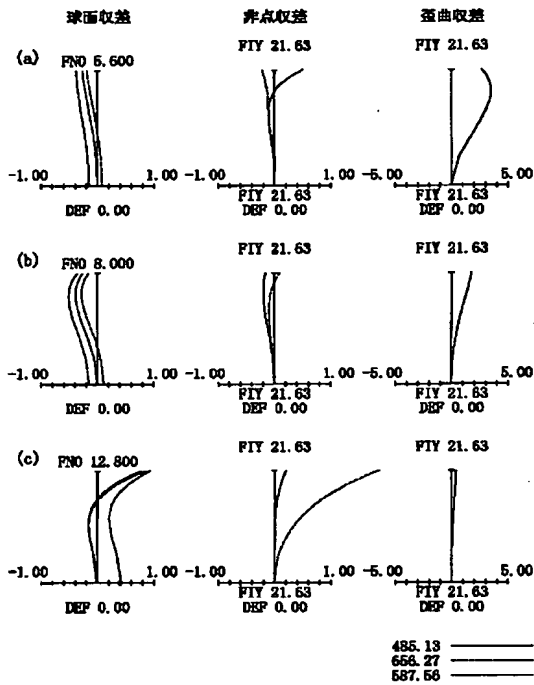 球面収差 非点収差 歪曲収差
FIY 21.63 FIY 21.63
(a) FNO 5.600
-1.00 1.00 -1.00 1.00 -5.00 5.00
DEF 0.00 FIY 21.63 DEF 0.00 FIY 21.63 DEF 0.00
FIY 21.63 FIY 21.63
(b) FNO 8.000
-1.00 1.00 -1.00 1.00 -5.00 5.00
DEF 0.00 FIY 21.63 DEF 0.00 FIY 21.63 DEF 0.00
FIY 21.63 FIY 21.63
(c) FNO 12.800
-1.00 1.00 -1.00 1.00 -5.00 5.00
DEF 0.00 FIY 21.63 DEF 0.00 FIY 21.63 DEF 0.00
485.13
656.27
587.56